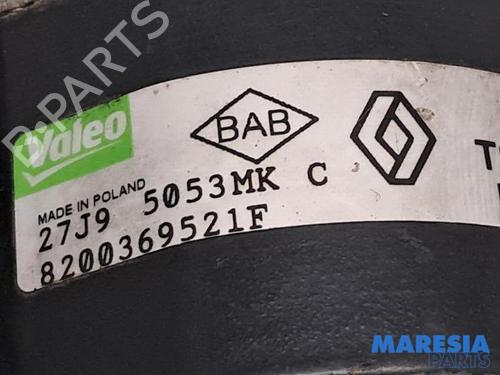 B-PARTS
Valeo
BAB
MADE IN POLAND
27J9 5053MK C
8200369521F
MARESIA
PARTS